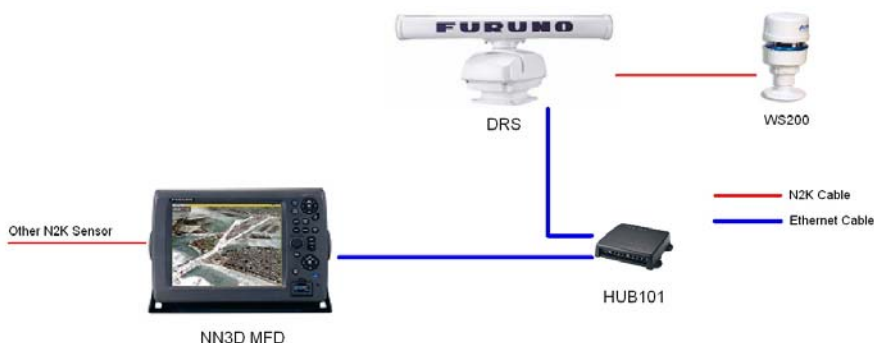 FURUNO
DRS
WS200
N2K Cable
Ethernet Cable
Other N2K Sensor
HUB101
NN3D MFD